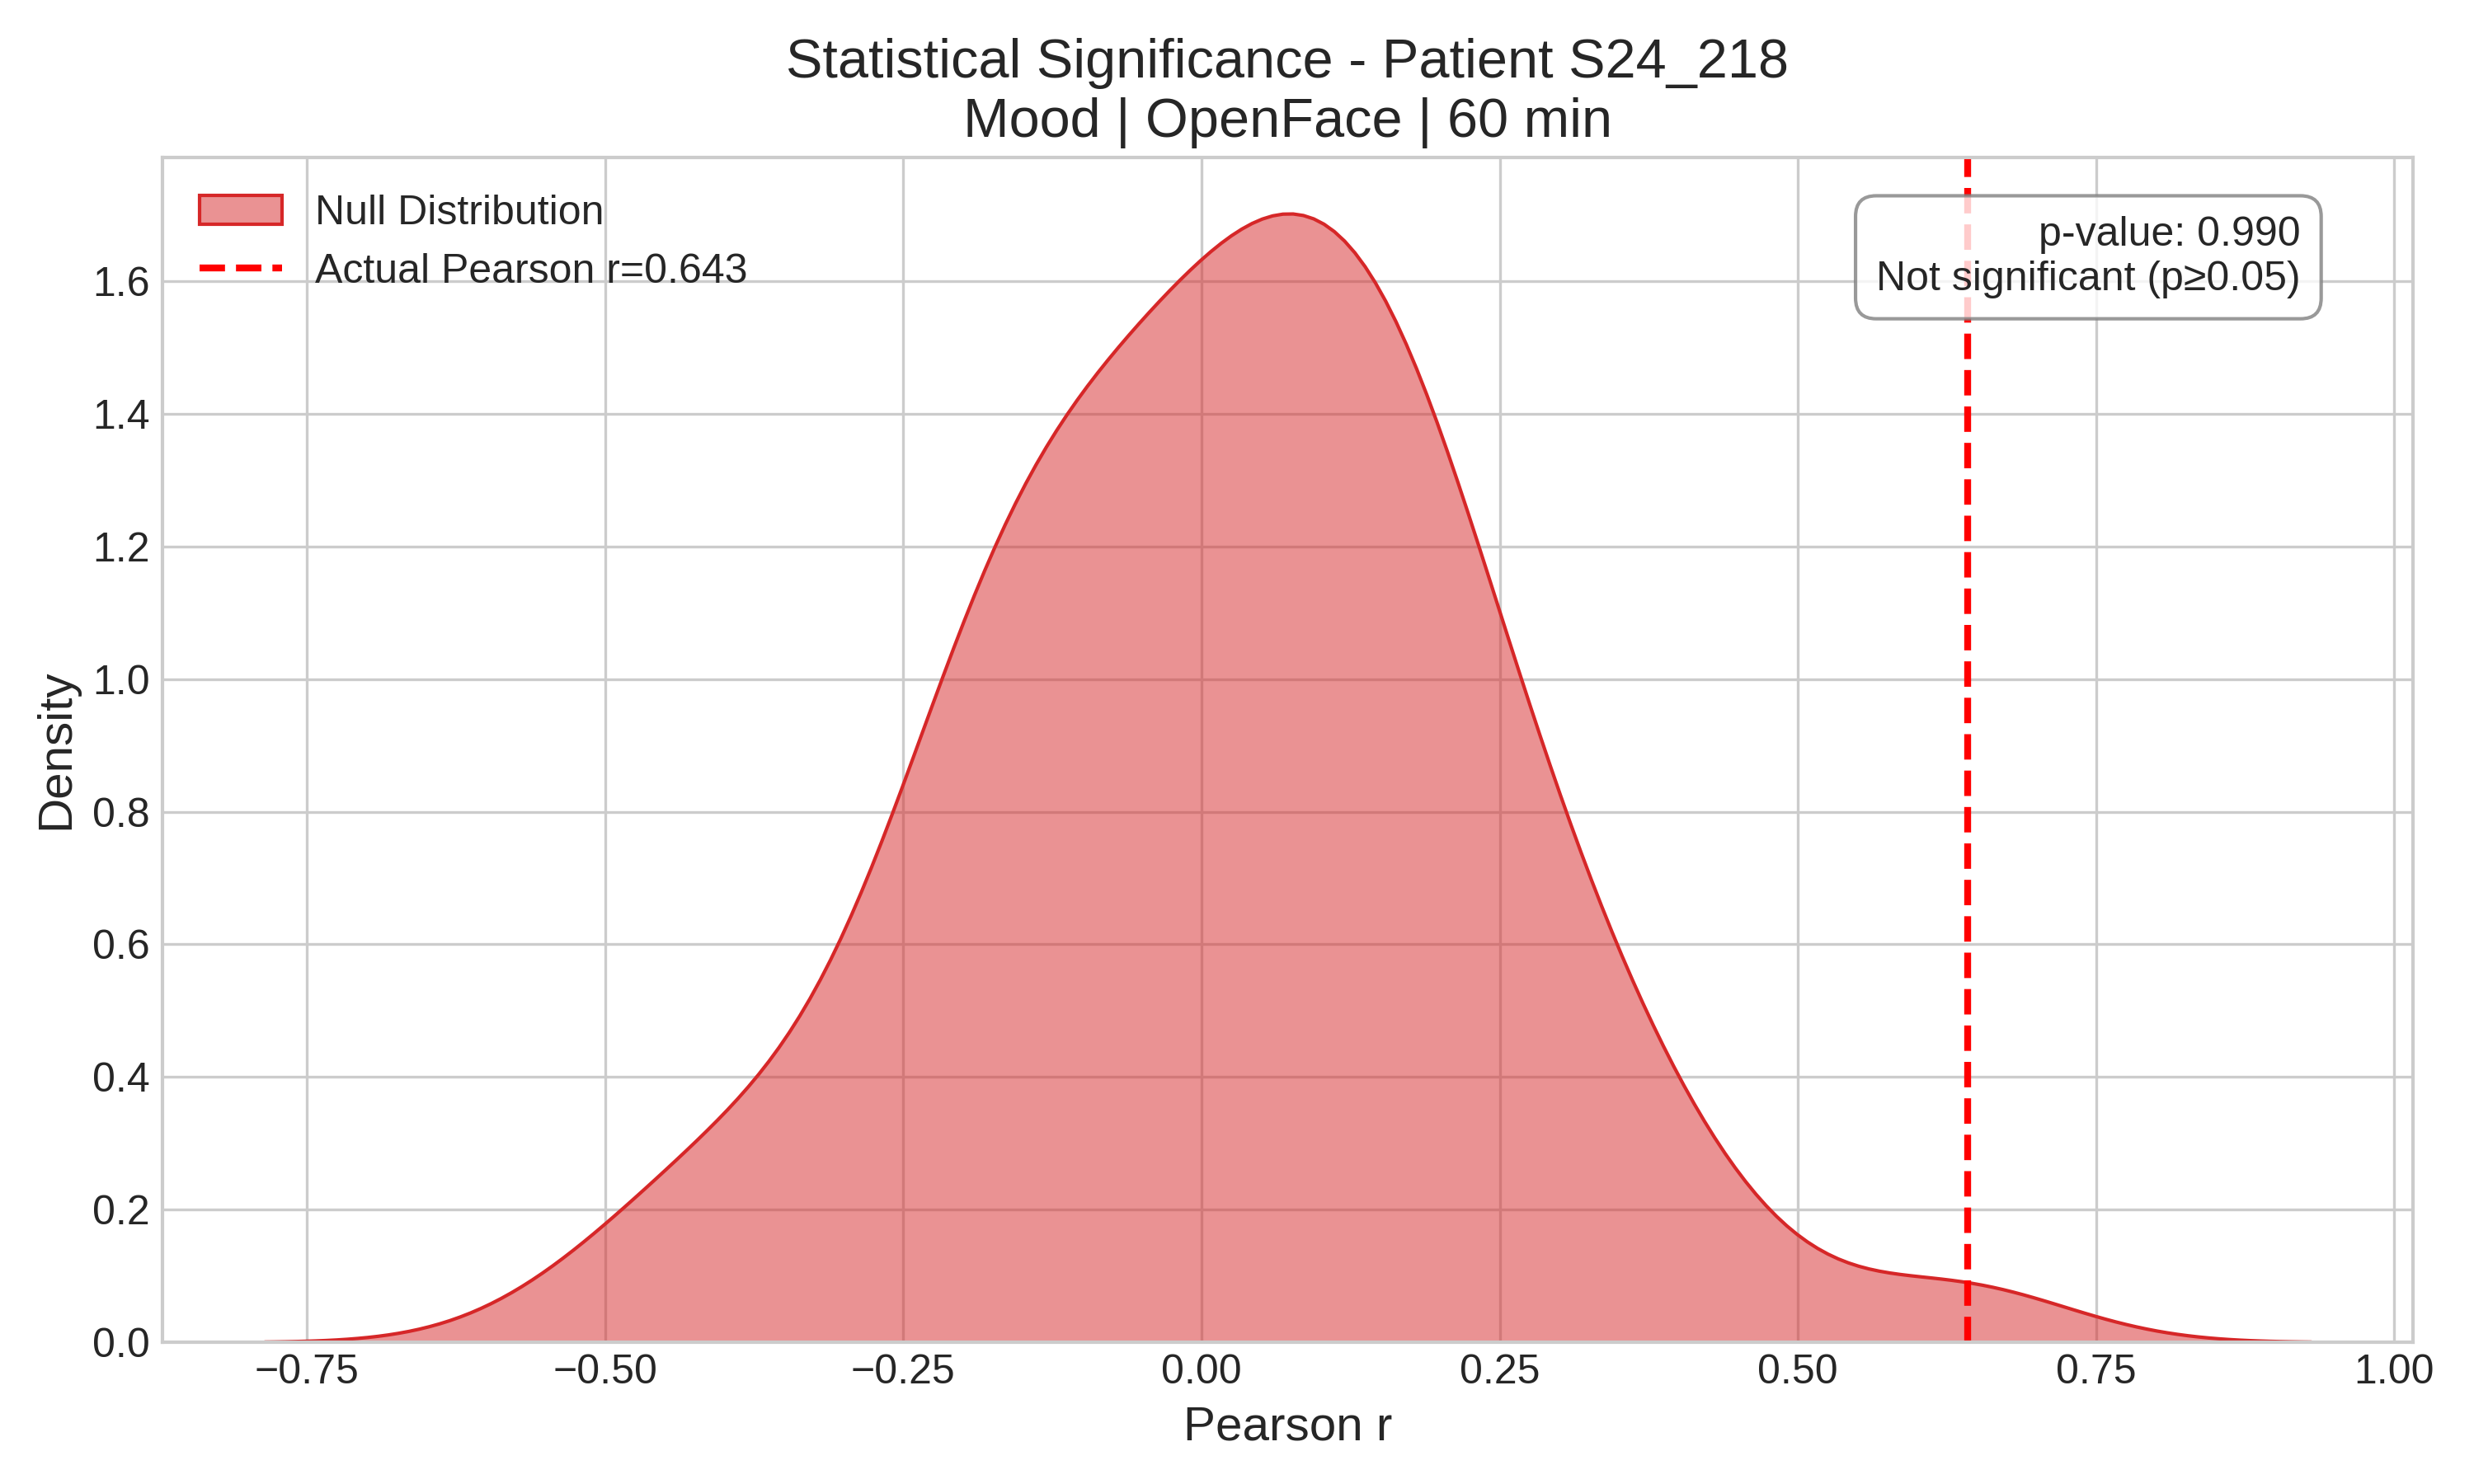 Statistical Significance - Patient S24_218
Mood | OpenFace | 60 min
Null Distribution
Actual Pearson r=0.643
p-value: 0.990
Not significant (p≥0.05)
Density
1.6
1.4
1.2
1.0
0.8
0.6
0.4
0.2
0.0
−0.75 −0.50 −0.25 0.00 0.25 0.50 0.75 1.00
Pearson r